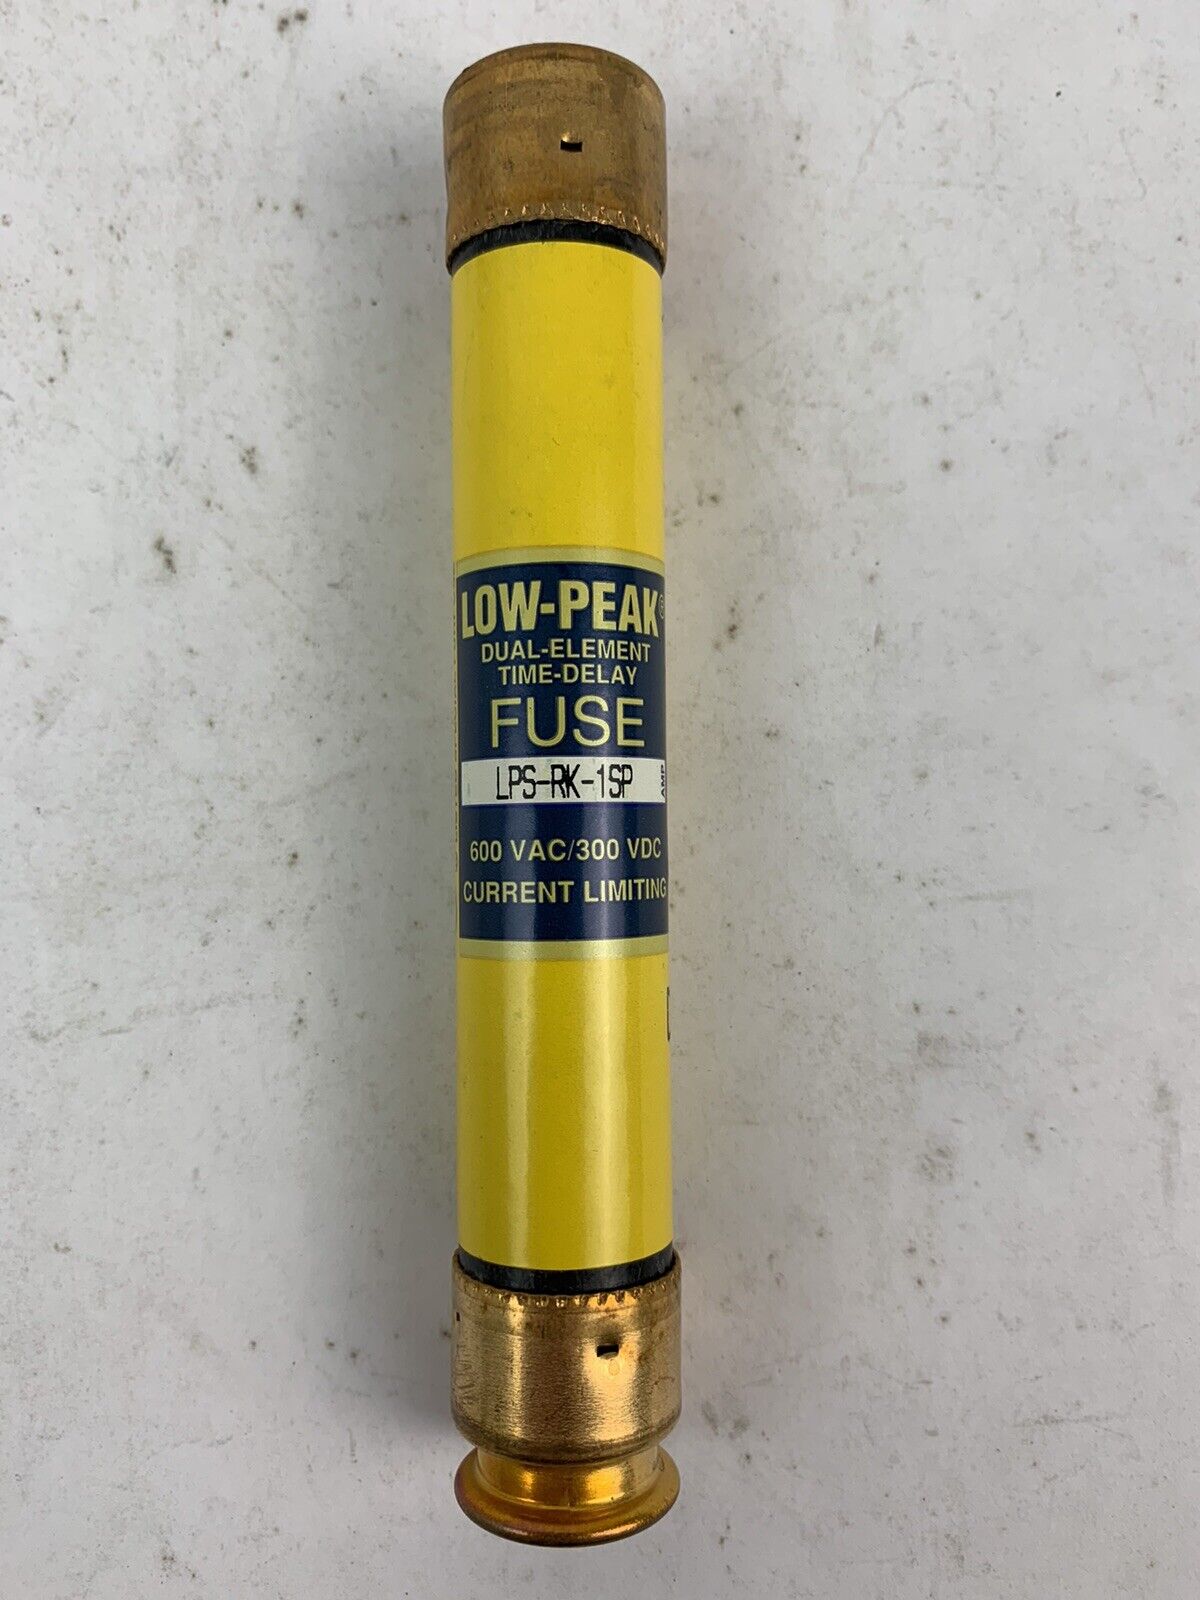 LOW-PEAK®
DUAL-ELEMENT
TIME-DELAY
FUSE
LPS-RK-1SP AMP
600 VAC/300 VDC
CURRENT LIMITING